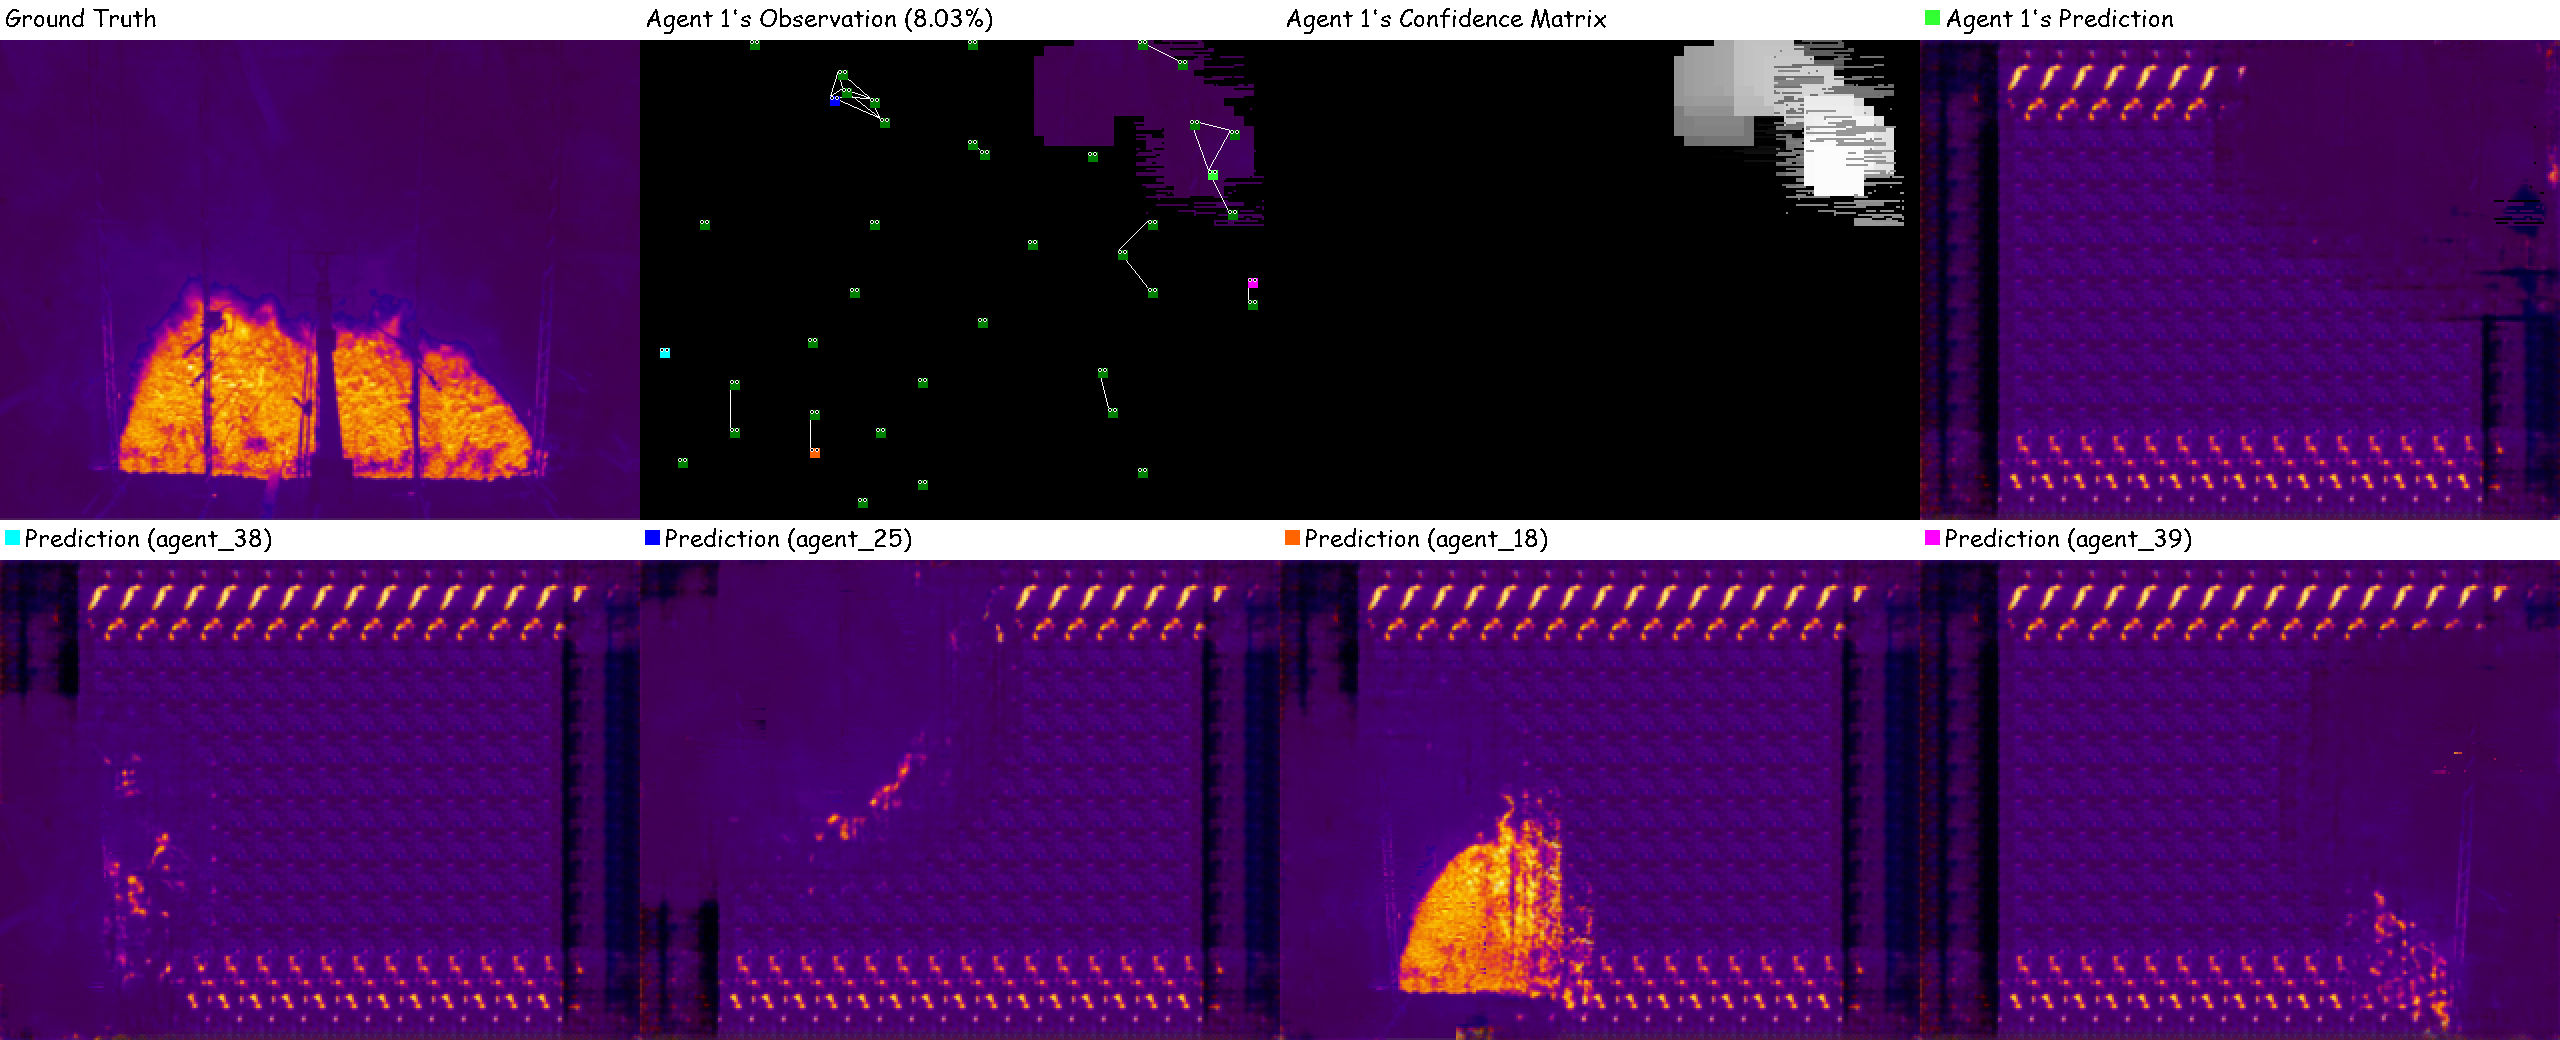 Ground Truth
Agent 1's Observation (8.03%)
Agent 1's Confidence Matrix
Agent 1's Prediction
Prediction (agent_38)
Prediction (agent_25)
Prediction (agent_18)
Prediction (agent_39)